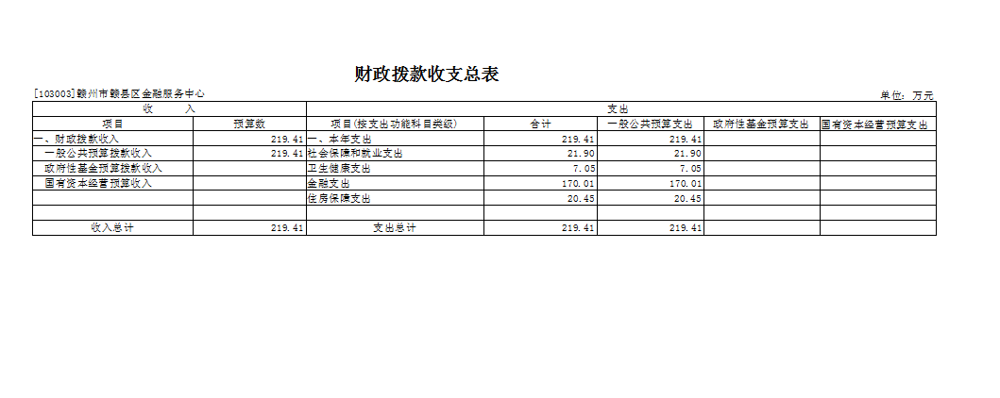 财政拨款收支总表
[103003]赣州市赣县区金融服务中心 单位：万元
收 入 支出
项目 预算数 项目(按支出功能科目类级) 合计 一般公共预算支出 政府性基金预算支出 国有资本经营预算支出
一、财政拨款收入 219.41 一、本年支出 219.41 219.41
一般公共预算拨款收入 219.41 社会保障和就业支出 21.90 21.90
政府性基金预算拨款收入 卫生健康支出 7.05 7.05
国有资本经营预算收入 金融支出 170.01 170.01
住房保障支出 20.45 20.45
收入总计 219.41 支出总计 219.41 219.41